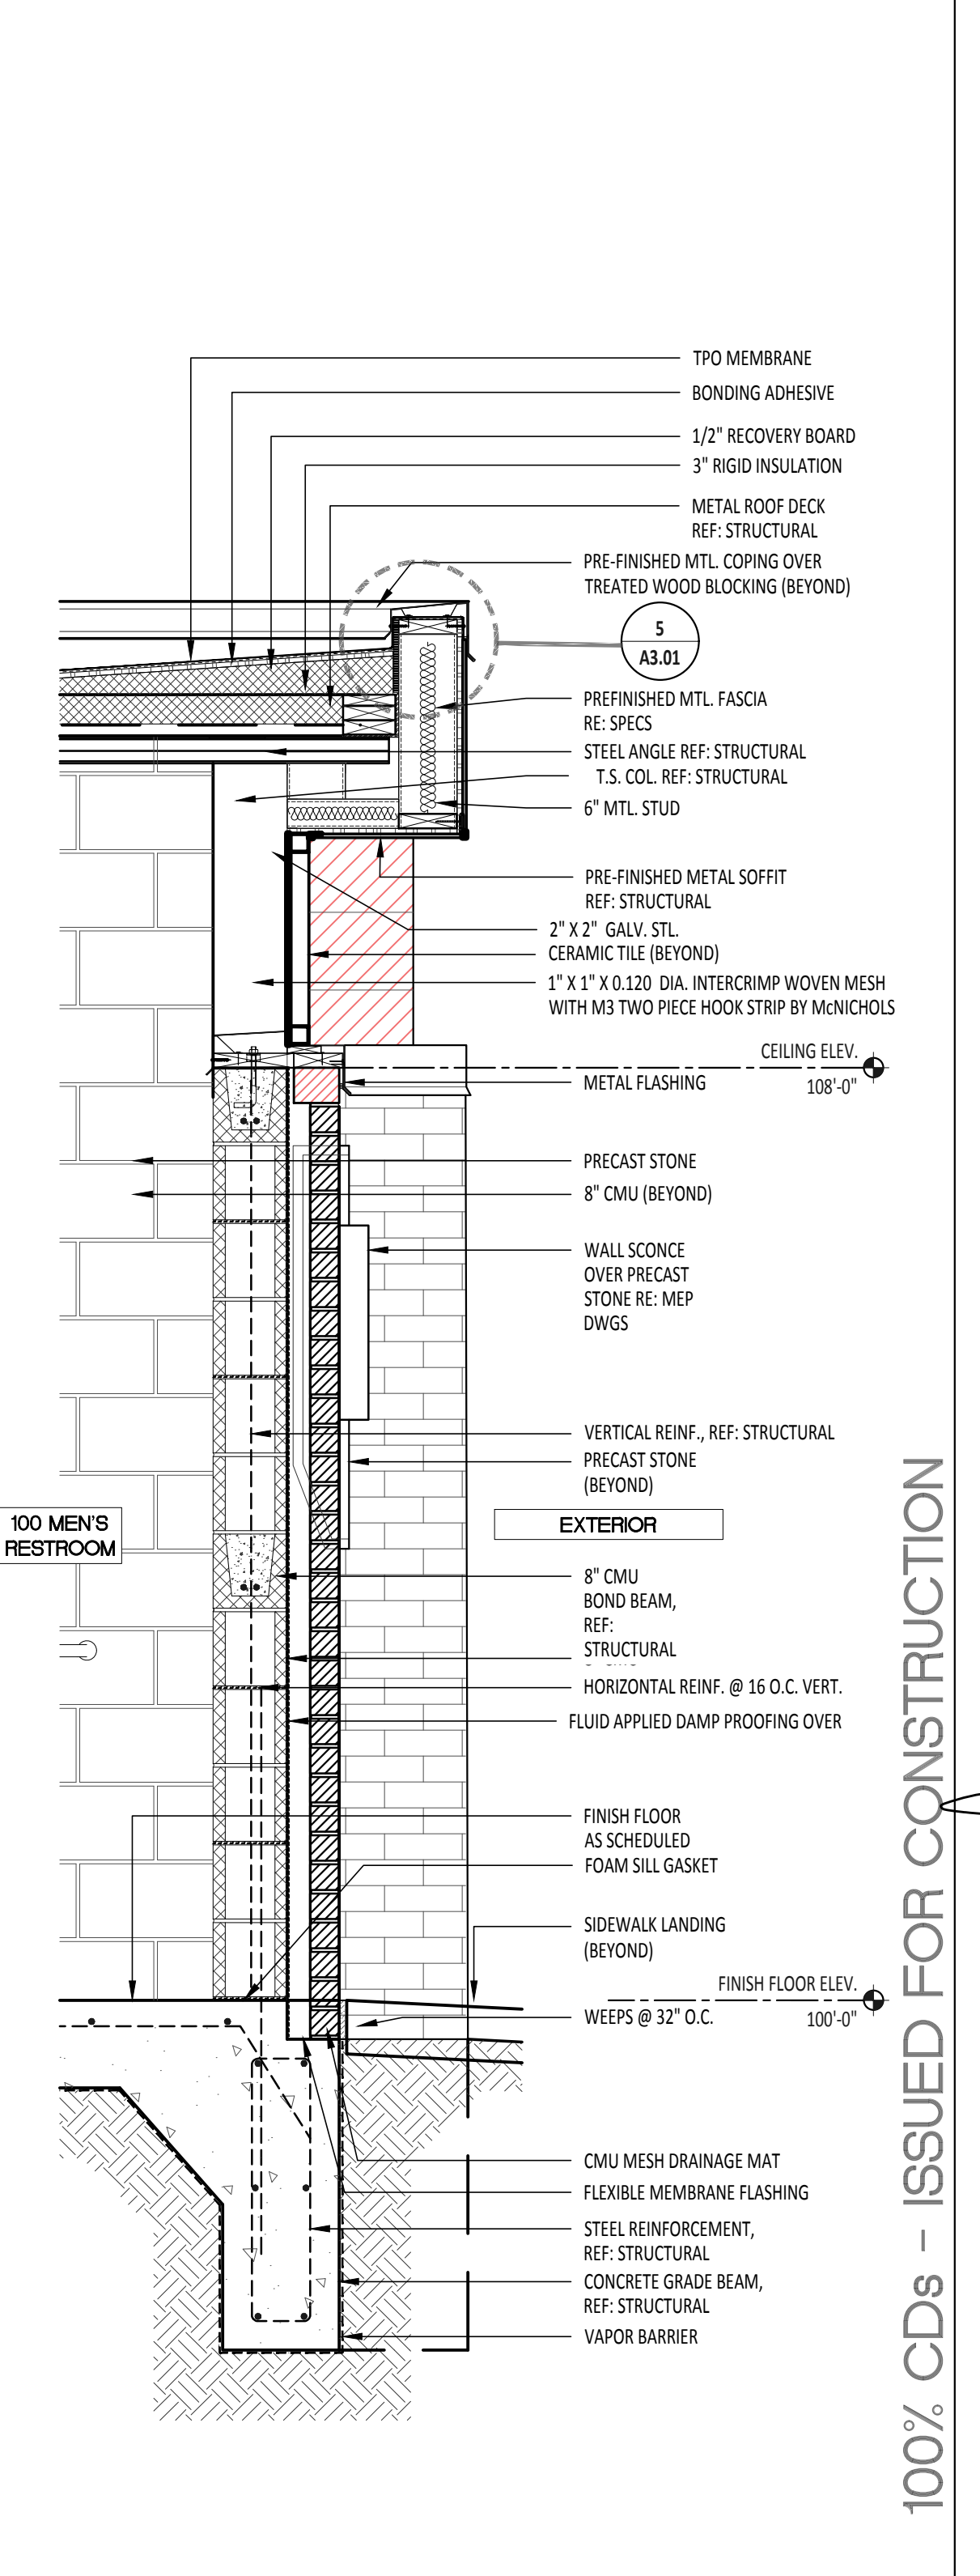 TPO MEMBRANE
BONDING ADHESIVE
1/2" RECOVERY BOARD
3" RIGID INSULATION
METAL ROOF DECK
REF: STRUCTURAL
PRE-FINISHED MTL. COPING OVER
TREATED WOOD BLOCKING (BEYOND)
5
A3.01
PREFINISHED MTL. FASCIA
RE: SPECS
STEEL ANGLE REF: STRUCTURAL
T.S. COL. REF: STRUCTURAL
6" MTL. STUD
PRE-FINISHED METAL SOFFIT
REF: STRUCTURAL
2" X 2" GALV. STL.
CERAMIC TILE (BEYOND)
1" X 1" X 0.120 DIA. INTERCRIMP WOVEN MESH
WITH M3 TWO PIECE HOOK STRIP BY McNICHOLS
CEILING ELEV.
108'-0"
METAL FLASHING
PRECAST STONE
8" CMU (BEYOND)
WALL SCONCE
OVER PRECAST
STONE RE: MEP
DWGS
VERTICAL REINF., REF: STRUCTURAL
PRECAST STONE
(BEYOND)
100 MEN'S
RESTROOM
EXTERIOR
8" CMU
BOND BEAM,
REF:
STRUCTURAL
HORIZONTAL REINF. @ 16 O.C. VERT.
FLUID APPLIED DAMP PROOFING OVER
FINISH FLOOR
AS SCHEDULED
FOAM SILL GASKET
SIDEWALK LANDING
(BEYOND)
FINISH FLOOR ELEV.
100'-0"
WEEPS @ 32" O.C.
CMU MESH DRAINAGE MAT
FLEXIBLE MEMBRANE FLASHING
STEEL REINFORCEMENT,
REF: STRUCTURAL
CONCRETE GRADE BEAM,
REF: STRUCTURAL
VAPOR BARRIER
100% CDs - ISSUED FOR CONSTRUCTION